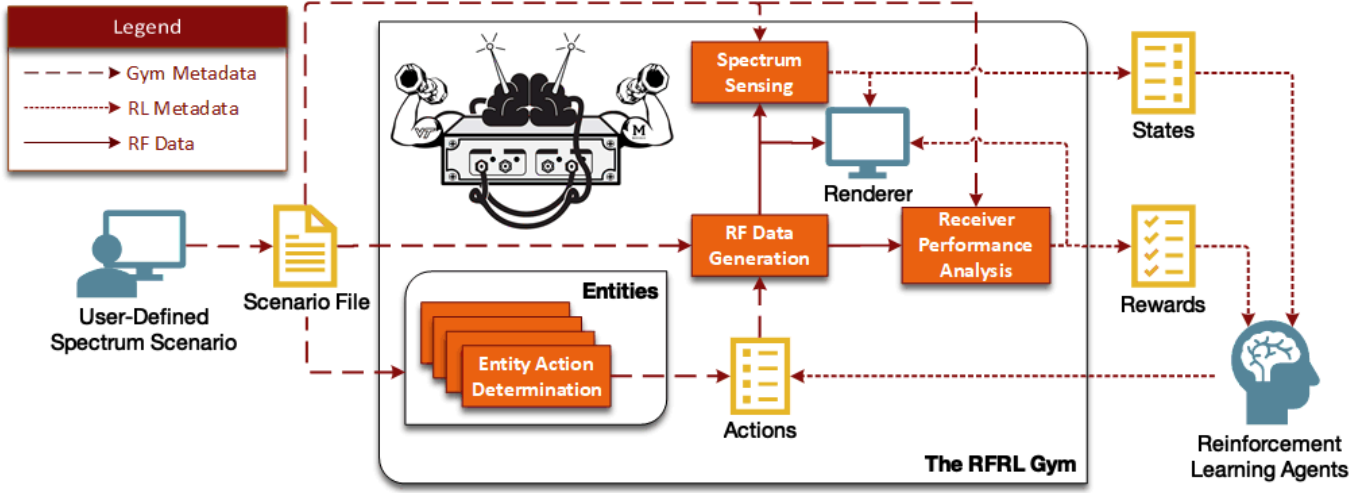 Legend
Gym Metadata
RL Metadata
RF Data
User-Defined
Spectrum Scenario
Scenario File
VT
M
Spectrum
Sensing
Renderer
RF Data
Generation
Receiver
Performance
Analysis
Entities
Entity Action
Determination
Actions
The RFRL Gym
States
Rewards
Reinforcement
Learning Agents